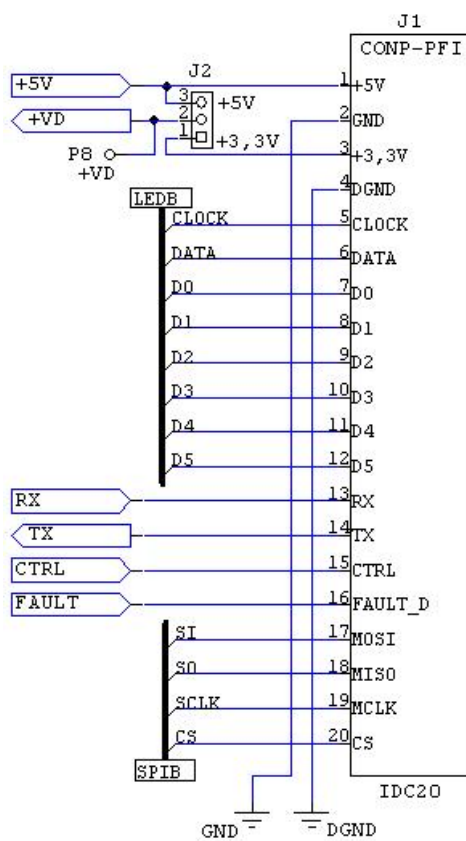 J1
CONP-PFI
J2
+5V 1 +5V
3 +5V
+VD 2 2 GND
1 +3,3V 3 +3,3V
P8
+VD
4 DGND
LEDB
CLOCK 5 CLOCK
DATA 6 DATA
D0 7 D0
D1 8 D1
D2 9 D2
D3 10 D3
D4 11 D4
D5 12 D5
RX 13 RX
TX 14 TX
CTRL 15 CTRL
FAULT 16 FAULT_D
SI 17 MOSI
SO 18 MISO
SCLK 19 MCLK
CS 20 CS
SPIB
IDC20
GND DGND